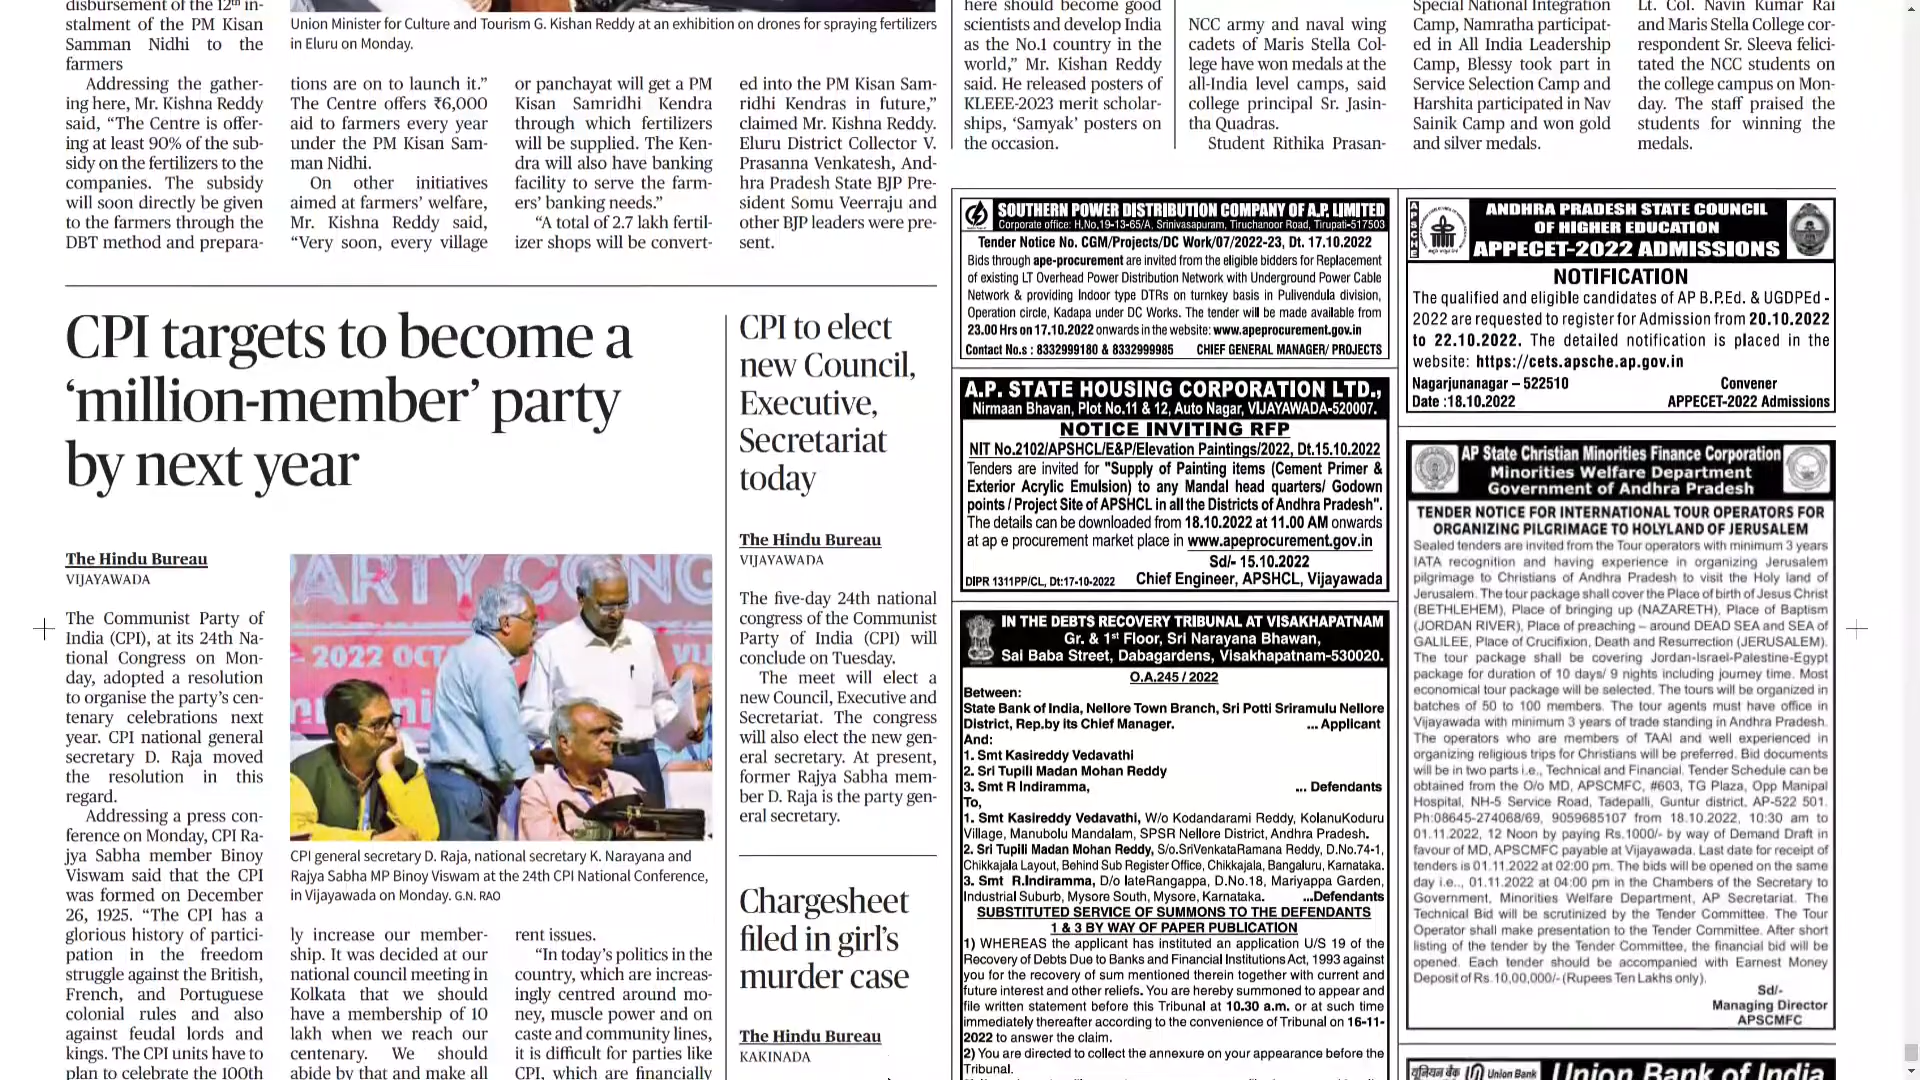 disbursement of the 12th in-
stalment of the PM Kisan
Samman Nidhi to the
farmers
Addressing the gather-
ing here, Mr. Kishna Reddy
said, “The Centre is offer-
ing at least 90% of the sub-
sidy on the fertilizers to the
companies. The subsidy
will soon directly be given
to the farmers through the
DBT method and prepara-
Union Minister for Culture and Tourism G. Kishan Reddy at an exhibition on drones for spraying fertilizers
in Eluru on Monday.
tions are on to launch it.”
The Centre offers ₹6,000
aid to farmers every year
under the PM Kisan Sam-
man Nidhi.
On other initiatives
aimed at farmers’ welfare,
Mr. Kishna Reddy said,
“Very soon, every village
or panchayat will get a PM
Kisan Samridhi Kendra
through which fertilizers
will be supplied. The Ken-
dra will also have banking
facility to serve the farm-
ers’ banking needs.”
“A total of 2.7 lakh fertil-
izer shops will be convert-
ed into the PM Kisan Sam-
ridhi Kendras in future,”
claimed Mr. Kishna Reddy.
Eluru District Collector V.
Prasanna Venkatesh, And-
hra Pradesh State BJP Pre-
sident Somu Veerraju and
other BJP leaders were pre-
sent.
here should become good
scientists and develop India
as the No.1 country in the
world,” Mr. Kishan Reddy
said. He released posters of
KLEEE-2023 merit scholar-
ships, ‘Samyak’ posters on
the occasion.
NCC army and naval wing
cadets of Maris Stella Col-
lege have won medals at the
all-India level camps, said
college principal Sr. Jasin-
tha Quadras.
Student Rithika Prasan-
Special National Integration
Camp, Namratha participat-
ed in All India Leadership
Camp, Blessy took part in
Service Selection Camp and
Harshita participated in Nav
Sainik Camp and won gold
and silver medals.
Lt. Col. Navin Kumar Rai
and Maris Stella College cor-
respondent Sr. Sleeva felici-
tated the NCC students on
the college campus on Mon-
day. The staff praised the
students for winning the
medals.
CPI targets to become a
‘million-member’ party
by next year
The Hindu Bureau
VIJAYAWADA
The Communist Party of
India (CPI), at its 24th Na-
tional Congress on Mon-
day, adopted a resolution
to organise the party’s cen-
tenary celebrations next
year. CPI national general
secretary D. Raja moved
the resolution in this
regard.
Addressing a press con-
ference on Monday, CPI Ra-
jya Sabha member Binoy
Viswam said that the CPI
was formed on December
26, 1925. “The CPI has a
glorious history of partici-
pation in the freedom
struggle against the British,
French, and Portuguese
colonial rules and also
against feudal lords and
kings. The CPI units have to
plan to celebrate the 100th
PARTY CONG
2022 OCT
CPI general secretary D. Raja, national secretary K. Narayana and
Rajya Sabha MP Binoy Viswam at the 24th CPI National Conference,
in Vijayawada on Monday. G.N. RAO
ly increase our member-
ship. It was decided at our
national council meeting in
Kolkata that we should
have a membership of 10
lakh when we reach our
centenary. We should
abide by that and make all
rent issues.
“In today’s politics in the
country, which are increas-
ingly centred around mo-
ney, muscle power and on
caste and community lines,
it is difficult for parties like
CPI, which are financially
CPI to elect
new Council,
Executive,
Secretariat
today
The Hindu Bureau
VIJAYAWADA
The five-day 24th national
congress of the Communist
Party of India (CPI) will
conclude on Tuesday.
The meet will elect a
new Council, Executive and
Secretariat. The congress
will also elect the new gen-
eral secretary. At present,
former Rajya Sabha mem-
ber D. Raja is the party gen-
eral secretary.
Chargesheet
filed in girl’s
murder case
The Hindu Bureau
KAKINADA
SOUTHERN POWER DISTRIBUTION COMPANY OF A.P. LIMITED
Corporate office: H.No.19-13-65/A, Srinivasapuram, Tiruchanoor Road, Tirupati-517503
Tender Notice No. CGM/Projects/DC Work/07/2022-23, Dt. 17.10.2022
Bids through ape-procurement are invited from the eligible bidders for Replacement
of existing LT Overhead Power Distribution Network with Underground Power Cable
Network & providing Indoor type DTRs on turnkey basis in Pulivendula division,
Operation circle, Kadapa under DC Works. The tender will be made available from
23.00 Hrs on 17.10.2022 onwards in the website: www.apeprocurement.gov.in
Contact No.s : 8332999180 & 8332999985 CHIEF GENERAL MANAGER/ PROJECTS
A.P. STATE HOUSING CORPORATION LTD.,
Nirmaan Bhavan, Plot No.11 & 12, Auto Nagar, VIJAYAWADA-520007.
NOTICE INVITING RFP
NIT No.2102/APSHCL/E&P/Elevation Paintings/2022, Dt.15.10.2022
Tenders are invited for "Supply of Painting items (Cement Primer &
Exterior Acrylic Emulsion) to any Mandal head quarters/ Godown
points / Project Site of APSHCL in all the Districts of Andhra Pradesh".
The details can be downloaded from 18.10.2022 at 11.00 AM onwards
at ap e procurement market place in www.apeprocurement.gov.in
Sd/- 15.10.2022
DIPR 1311PP/CL, Dt:17-10-2022 Chief Engineer, APSHCL, Vijayawada
IN THE DEBTS RECOVERY TRIBUNAL AT VISAKHAPATNAM
Gr. & 1st Floor, Sri Narayana Bhawan,
Sai Baba Street, Dabagardens, Visakhapatnam-530020.
O.A.245 / 2022
Between:
State Bank of India, Nellore Town Branch, Sri Potti Sriramulu Nellore
District, Rep.by its Chief Manager. ... Applicant
And:
1. Smt Kasireddy Vedavathi
2. Sri Tupili Madan Mohan Reddy
3. Smt R Indiramma, ... Defendants
To,
1. Smt Kasireddy Vedavathi, W/o Kodandarami Reddy, KolanuKoduru
Village, Manubolu Mandalam, SPSR Nellore District, Andhra Pradesh.
2. Sri Tupili Madan Mohan Reddy, S/o.SriVenkataRamana Reddy, D.No.74-1,
Chikkajala Layout, Behind Sub Register Office, Chikkajala, Bangaluru, Karnataka.
3. Smt R.Indiramma, D/o lateRangappa, D.No.18, Mariyappa Garden,
Industrial Suburb, Mysore South, Mysore, Karnataka. ...Defendants
SUBSTITUTED SERVICE OF SUMMONS TO THE DEFENDANTS
1 & 3 BY WAY OF PAPER PUBLICATION
1) WHEREAS the applicant has instituted an application U/S 19 of the
Recovery of Debts Due to Banks and Financial Institutions Act, 1993 against
you for the recovery of sum mentioned therein together with current and
future interest and other reliefs. You are hereby summoned to appear and
file written statement before this Tribunal at 10.30 a.m. or at such time
immediately thereafter according to the convenience of Tribunal on 16-11-
2022 to answer the claim.
2) You are directed to collect the annexure on your appearance before the
Tribunal.
APSCHE
ANDHRA PRADESH STATE COUNCIL
OF HIGHER EDUCATION
APPECET-2022 ADMISSIONS
NOTIFICATION
The qualified and eligible candidates of AP B.P.Ed. & UGDPEd -
2022 are requested to register for Admission from 20.10.2022
to 22.10.2022. The detailed notification is placed in the
website: https://cets.apsche.ap.gov.in
Nagarjunanagar – 522510 Convener
Date :18.10.2022 APPECET-2022 Admissions
AP State Christian Minorities Finance Corporation
Minorities Welfare Department
Government of Andhra Pradesh
TENDER NOTICE FOR INTERNATIONAL TOUR OPERATORS FOR
ORGANIZING PILGRIMAGE TO HOLYLAND OF JERUSALEM
Sealed tenders are invited from the Tour operators with minimum 3 years
IATA recognition and having experience in organizing Jerusalem
pilgrimage to Christians of Andhra Pradesh to visit the Holy land of
Jerusalem. The tour package shall cover the Place of birth of Jesus Christ
(BETHLEHEM), Place of bringing up (NAZARETH), Place of Baptism
(JORDAN RIVER), Place of preaching – around DEAD SEA and SEA of
GALILEE, Place of Crucifixion, Death and Resurrection (JERUSALEM).
The tour package shall be covering Jordan-Israel-Palestine-Egypt
package for duration of 10 days/ 9 nights including journey time. Most
economical tour package will be selected. The tours will be organized in
batches of 50 to 100 members. The tour agents must have office in
Vijayawada with minimum 3 years of trade standing in Andhra Pradesh.
The operators who are members of TAAI and well experienced in
organizing religious trips for Christians will be preferred. Bid documents
will be in two parts i.e., Technical and Financial. Tender Schedule can be
obtained from the O/o MD, APSCMFC, #603, TG Plaza, Opp Manipal
Hospital, NH-5 Service Road, Tadepalli, Guntur district, AP-522 501.
Ph:08645-274068/69, 9059685107 from 18.10.2022, 10:30 am to
01.11.2022, 12 Noon by paying Rs.1000/- by way of Demand Draft in
favour of MD, APSCMFC payable at Vijayawada. Last date for receipt of
tenders is 01.11.2022 at 02:00 pm. The bids will be opened on the same
day i.e.., 01.11.2022 at 04:00 pm in the Chambers of the Secretary to
Government, Minorities Welfare Department, AP Secretariat. The
Technical Bid will be scrutinized by the Tender Committee. The Tour
Operator shall make presentation to the Tender Committee. After short
listing of the tender by the Tender Committee, the financial bid will be
opened. Each tender should be accompanied with Earnest Money
Deposit of Rs. 10,00,000/- (Rupees Ten Lakhs only).
Sd/-
Managing Director
APSCMFC
यूनियन बैंक Union Bank Union Bank of India